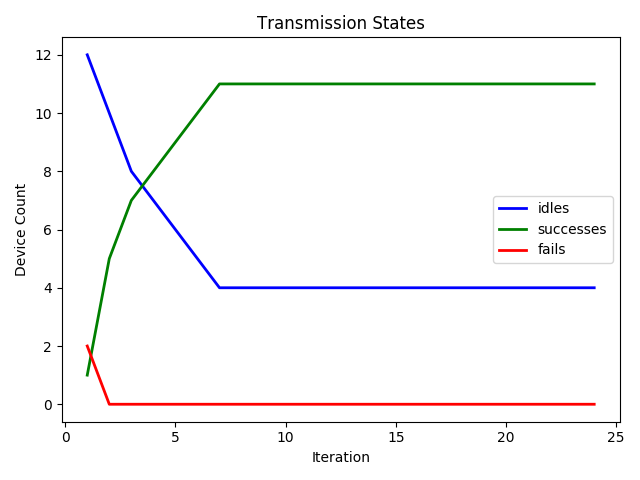 Transmission States
Device Count
12
10
8
6
4
2
0
idles
successes
fails
0 5 10 15 20 25
Iteration